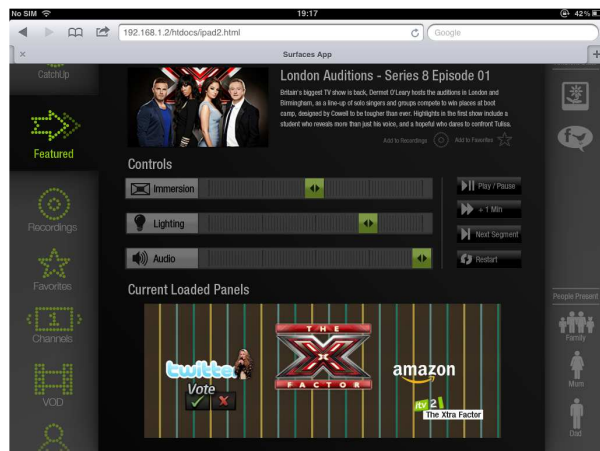 No SIM
19:17
42%
192.168.1.2/htdocs/ipad2.html
Google
Surfaces App
CatchUp
London Auditions - Series 8 Episode 01
Britain's biggest TV show is back, Dermot O'Leary hosts the auditions in London and
Birmingham, as a line-up of solo singers and groups compete to win places at boot
camp, designed by Cowell to be tougher than ever. Highlights in the first show include a
student who reveals more than just his voice, and a hopeful who dares to confront Tulisa.
Add to Recordings
Add to Favorites
Featured
Controls
Immersion
Play / Pause
+ 1 Min
Lighting
Next Segment
Audio
Restart
Recordings
Favorites
Current Loaded Panels
People Present
1
Channels
THE
X
FACTOR
twitter
Vote
amazon
itv 2
The Xtra Factor
Family
VOD
Mum
Dad